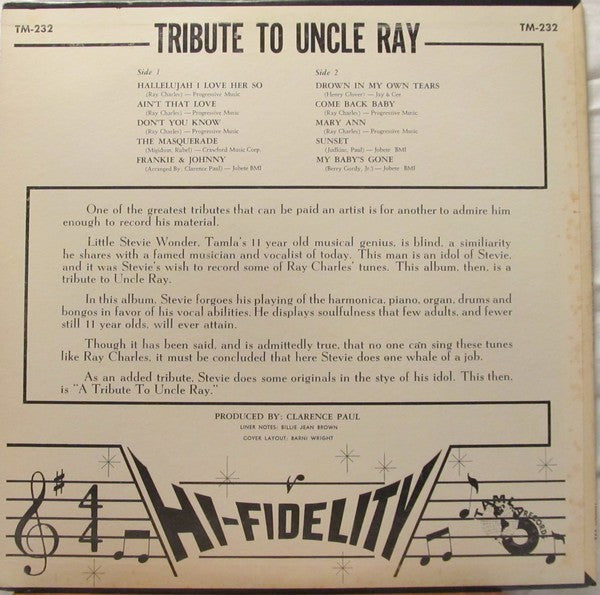 TM-232
TM-232
TRIBUTE TO UNCLE RAY
Side 1
HALLELUJAH I LOVE HER SO
(Ray Charles) — Progressive Music
AIN'T THAT LOVE
(Ray Charles) — Progressive Music
DON'T YOU KNOW
(Ray Charles) — Progressive Music
THE MASQUERADE
(Migidson, Rubel) — Crawford Music Corp.
FRANKIE & JOHNNY
(Arranged By: Clarence Paul) — Jobete BMI
Side 2
DROWN IN MY OWN TEARS
(Henry Glover) — Jay & Cee
COME BACK BABY
(Ray Charles) — Progressive Music
MARY ANN
(Ray Charles) — Progressive Music
SUNSET
(Judkins, Paul) — Jobete BMI
MY BABY'S GONE
(Berry Gordy, Jr.) — Jobete BMI
One of the greatest tributes that can be paid an artist is for another to admire him
enough to record his material.
Little Stevie Wonder, Tamla's 11 year old musical genius, is blind, a similiarity
he shares with a famed musician and vocalist of today. This man is an idol of Stevie,
and it was Stevie's wish to record some of Ray Charles' tunes. This album, then, is a
tribute to Uncle Ray.
In this album, Stevie forgoes his playing of the harmonica, piano, organ, drums and
bongos in favor of his vocal abilities. He displays soulfulness that few adults, and fewer
still 11 year olds, will ever attain.
Though it has been said, and is admittedly true, that no one can sing these tunes
like Ray Charles, it must be concluded that here Stevie does one whale of a job.
As an added tribute, Stevie does some originals in the stye of his idol. This then,
is "A Tribute To Uncle Ray."
PRODUCED BY: CLARENCE PAUL
LINER NOTES: BILLIE JEAN BROWN
COVER LAYOUT: BARNI WRIGHT
4
4
HI-FIDELITY
TAMLA RECORDS